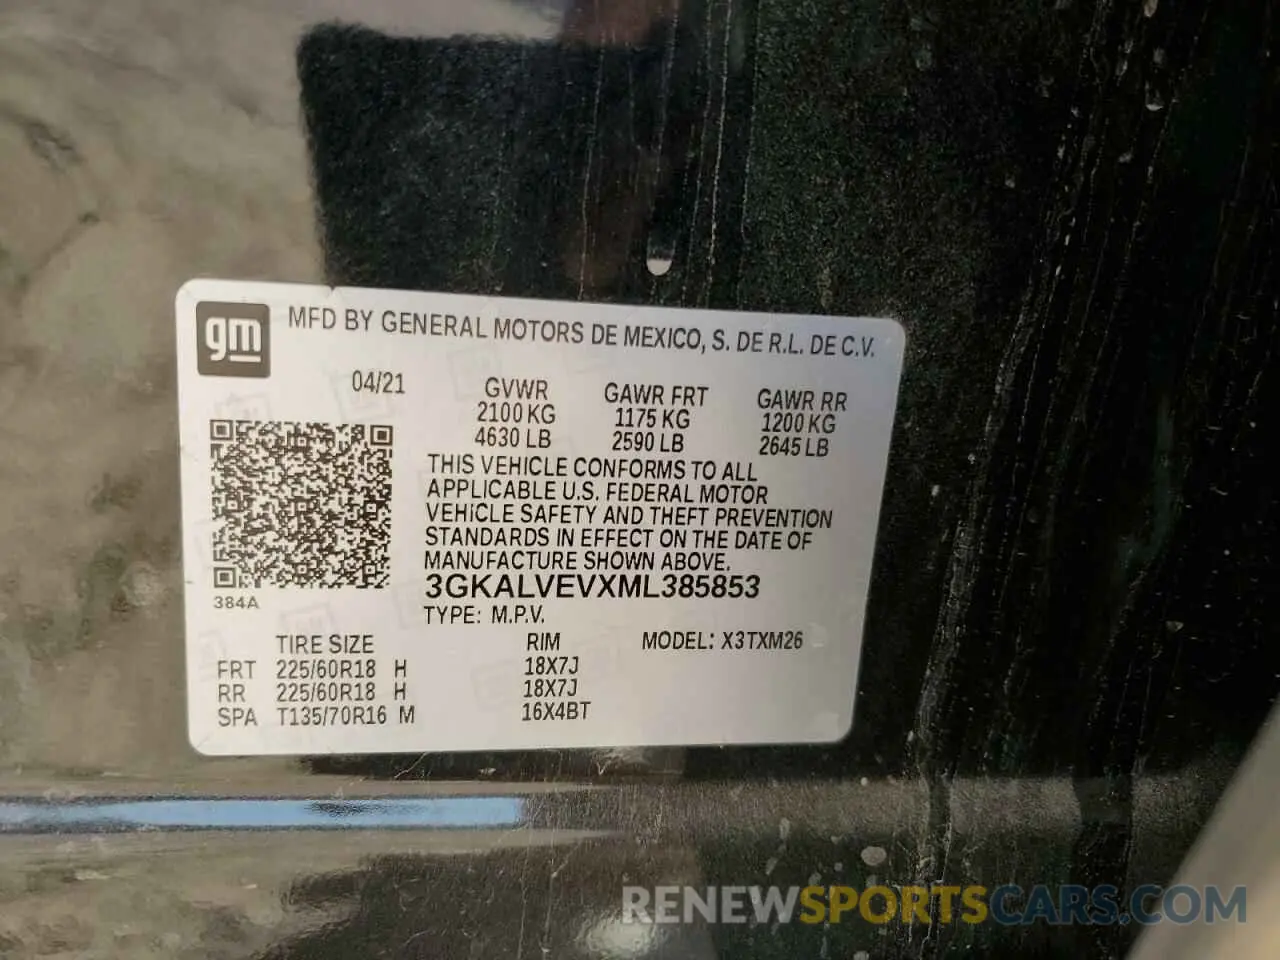 gm MFD BY GENERAL MOTORS DE MEXICO, S. DE R.L. DE C.V.
04/21 GVWR GAWR FRT GAWR RR
2100 KG 1175 KG 1200 KG
4630 LB 2590 LB 2645 LB
THIS VEHICLE CONFORMS TO ALL
APPLICABLE U.S. FEDERAL MOTOR
VEHICLE SAFETY AND THEFT PREVENTION
STANDARDS IN EFFECT ON THE DATE OF
MANUFACTURE SHOWN ABOVE.
384A
3GKALVEVXML385853
TYPE: M.P.V.
TIRE SIZE RIM MODEL: X3TXM26
FRT 225/60R18 H 18X7J
RR 225/60R18 H 18X7J
SPA T135/70R16 M 16X4BT
RENEWSPORTSCARS.COM